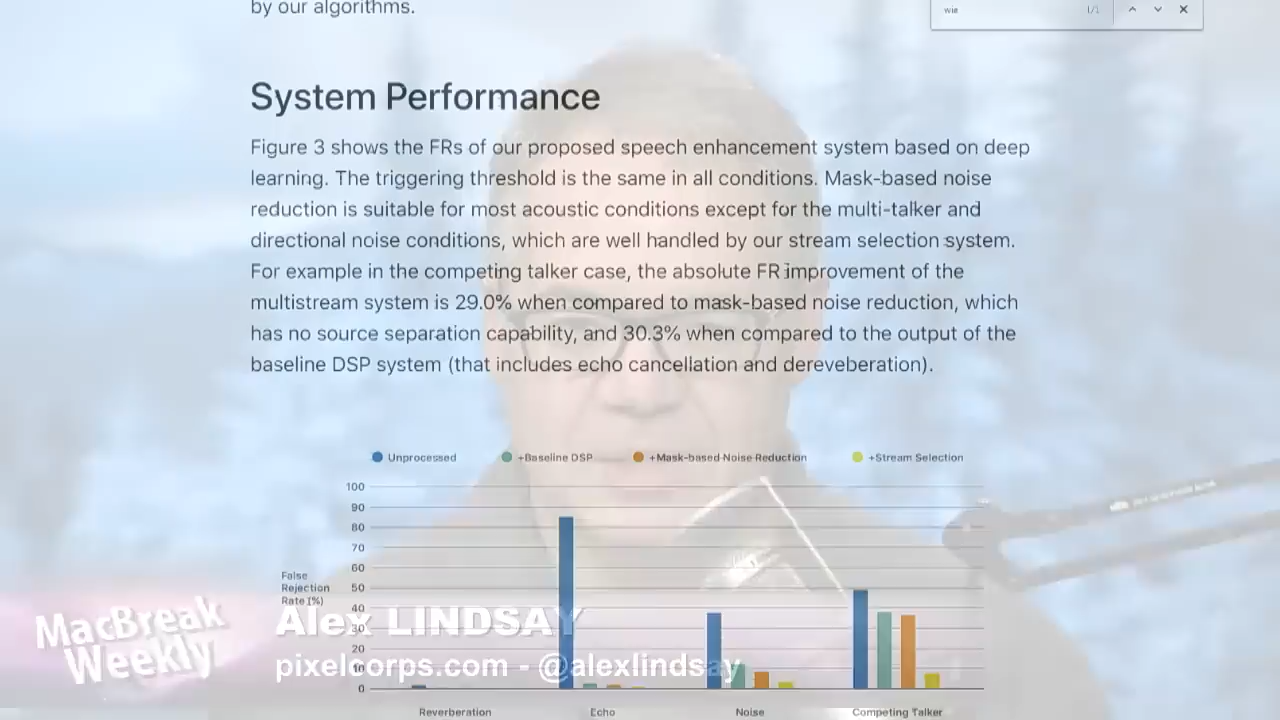 by our algorithms.
wie 1/1
System Performance
Figure 3 shows the FRs of our proposed speech enhancement system based on deep
learning. The triggering threshold is the same in all conditions. Mask-based noise
reduction is suitable for most acoustic conditions except for the multi-talker and
directional noise conditions, which are well handled by our stream selection system.
For example in the competing talker case, the absolute FR improvement of the
multistream system is 29.0% when compared to mask-based noise reduction, which
has no source separation capability, and 30.3% when compared to the output of the
baseline DSP system (that includes echo cancellation and dereveberation).
Unprocessed +Baseline DSP +Mask-based Noise Reduction +Stream Selection
100
90
80
70
60
50
40
30
20
10
0
False
Rejection
Rate (%)
Reverberation Echo Noise Competing Talker
MacBreak
Weekly
Alex LINDSAY
pixelcorps.com - @alexlindsay